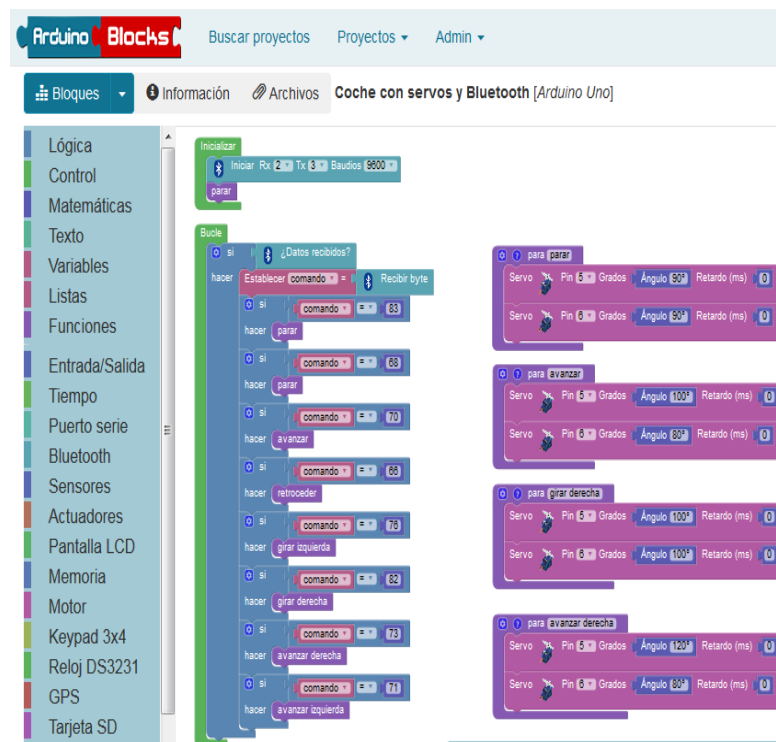 Arduino Blocks
Buscar proyectos Proyectos Admin
Bloques Información Archivos Coche con servos y Bluetooth [Arduino Uno]
Lógica
Control
Matemáticas
Texto
Variables
Listas
Funciones
Entrada/Salida
Tiempo
Puerto serie
Bluetooth
Sensores
Actuadores
Pantalla LCD
Memoria
Motor
Keypad 3x4
Reloj DS3231
GPS
Tarjeta SD
Inicializar
Iniciar Rx 2 Tx 3 Baudios 9600
parar
Bucle
si ¿Datos recibidos?
hacer Establecer comando = Recibir byte
si comando = 83
hacer parar
si comando = 68
hacer parar
si comando = 70
hacer avanzar
si comando = 66
hacer retroceder
si comando = 76
hacer girar izquierda
si comando = 82
hacer girar derecha
si comando = 73
hacer avanzar derecha
si comando = 71
hacer avanzar izquierda
? para parar
Servo Pin 5 Grados Ángulo 90° Retardo (ms) 0
Servo Pin 6 Grados Ángulo 90° Retardo (ms) 0
? para avanzar
Servo Pin 5 Grados Ángulo 100° Retardo (ms) 0
Servo Pin 6 Grados Ángulo 80° Retardo (ms) 0
? para girar derecha
Servo Pin 5 Grados Ángulo 100° Retardo (ms) 0
Servo Pin 6 Grados Ángulo 100° Retardo (ms) 0
? para avanzar derecha
Servo Pin 5 Grados Ángulo 120° Retardo (ms) 0
Servo Pin 6 Grados Ángulo 80° Retardo (ms) 0